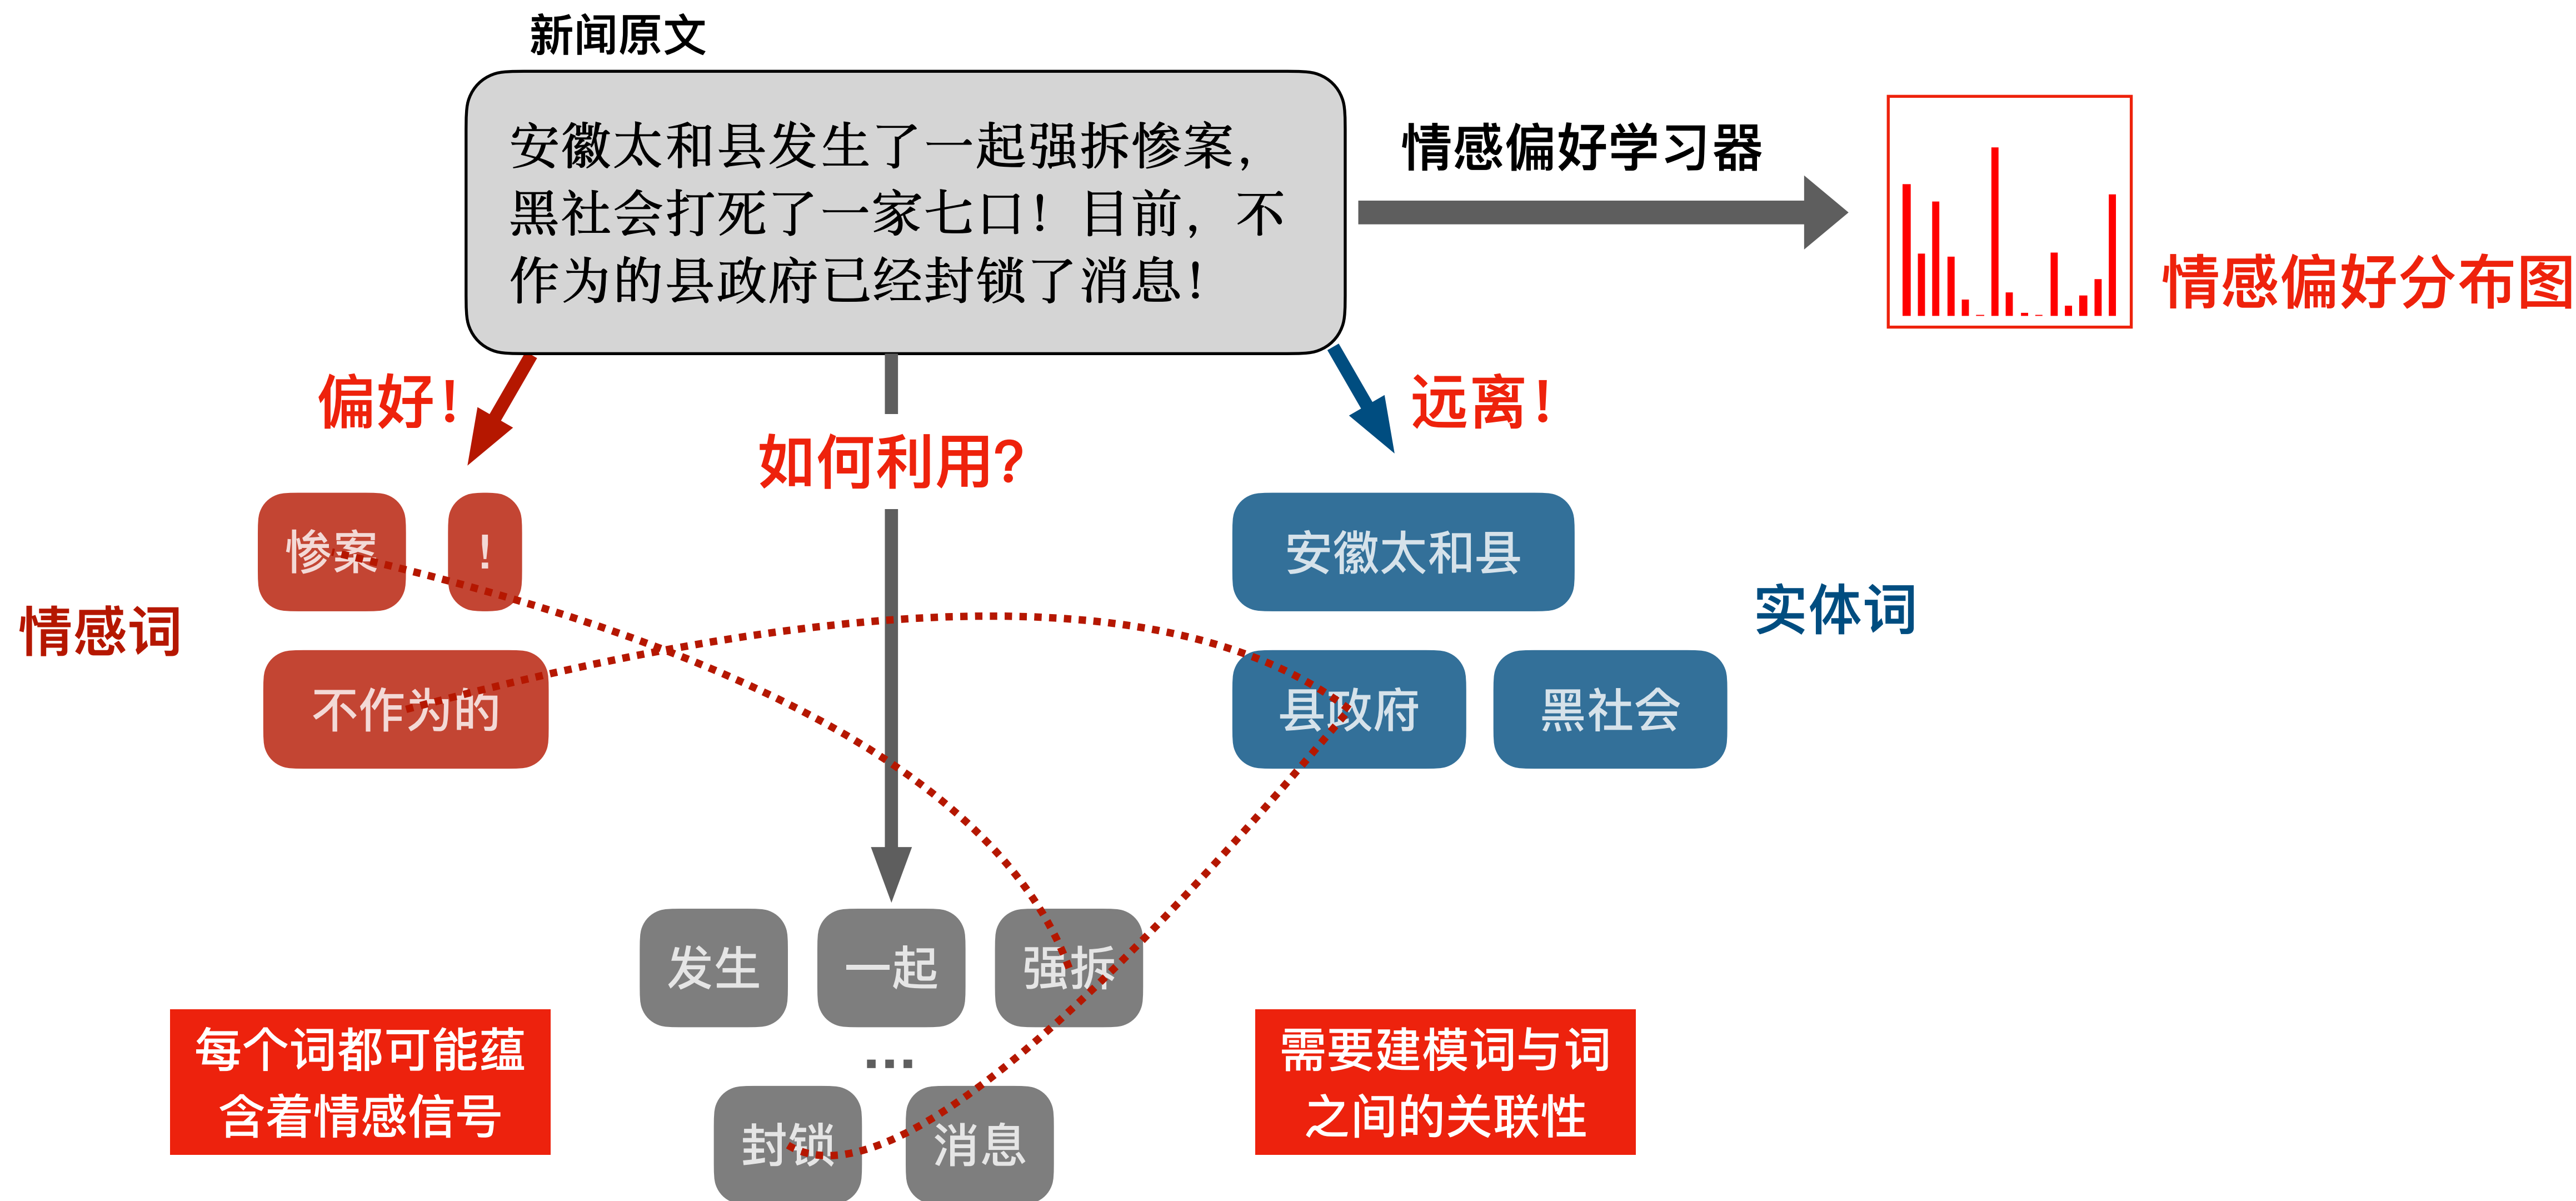 新闻原文
安徽太和县发生了一起强拆惨案，
黑社会打死了一家七口！目前，不
作为的县政府已经封锁了消息！
情感偏好学习器
情感偏好分布图
偏好！
如何利用？
远离！
惨案
！
安徽太和县
情感词
实体词
不作为的
县政府
黑社会
发生
一起
强拆
...
封锁
消息
每个词都可能蕴
含着情感信号
需要建模词与词
之间的关联性